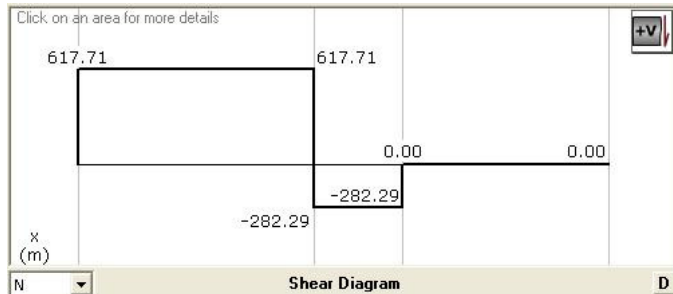 Click on an area for more details
+V
617.71 617.71
0.00 0.00
-282.29
-282.29
x
(m)
N Shear Diagram D